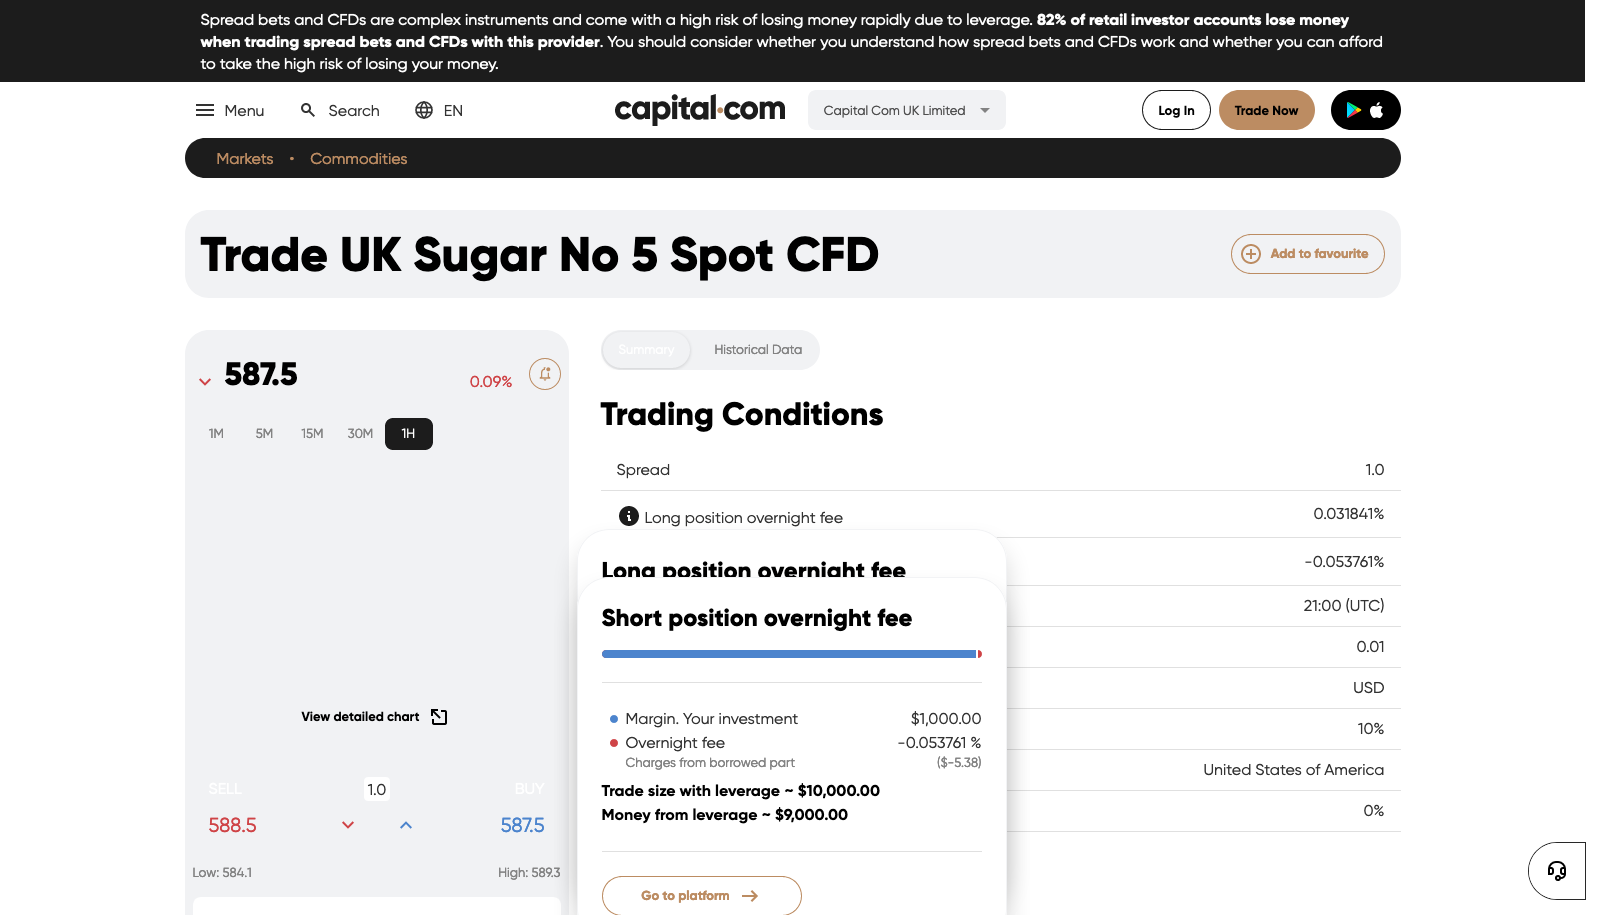 Spread bets and CFDs are complex instruments and come with a high risk of losing money rapidly due to leverage. 82% of retail investor accounts lose money
when trading spread bets and CFDs with this provider. You should consider whether you understand how spread bets and CFDs work and whether you can afford
to take the high risk of losing your money.
Menu Search EN capital.com Capital Com UK Limited Log In Trade Now
Markets • Commodities
Trade UK Sugar No 5 Spot CFD
Add to favourite
587.5
0.09%
1M 5M 15M 30M 1H
View detailed chart
SELL 1.0 BUY
588.5 587.5
Low: 584.1 High: 589.3
Summary Historical Data
Trading Conditions
Spread 1.0
Long position overnight fee 0.031841%
-0.053761%
21:00 (UTC)
0.01
USD
10%
United States of America
0%
Long position overnight fee
Short position overnight fee
Margin. Your investment $1,000.00
Overnight fee -0.053761 %
Charges from borrowed part ($-5.38)
Trade size with leverage ~ $10,000.00
Money from leverage ~ $9,000.00
Go to platform